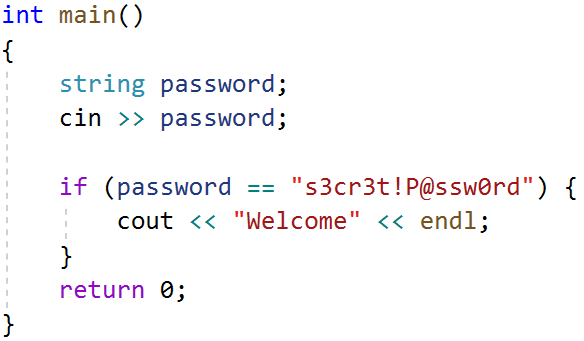 int main()
{
    string password;
    cin >> password;

    if (password == "s3cr3t!P@ssw0rd") {
        cout << "Welcome" << endl;
    }
    return 0;
}